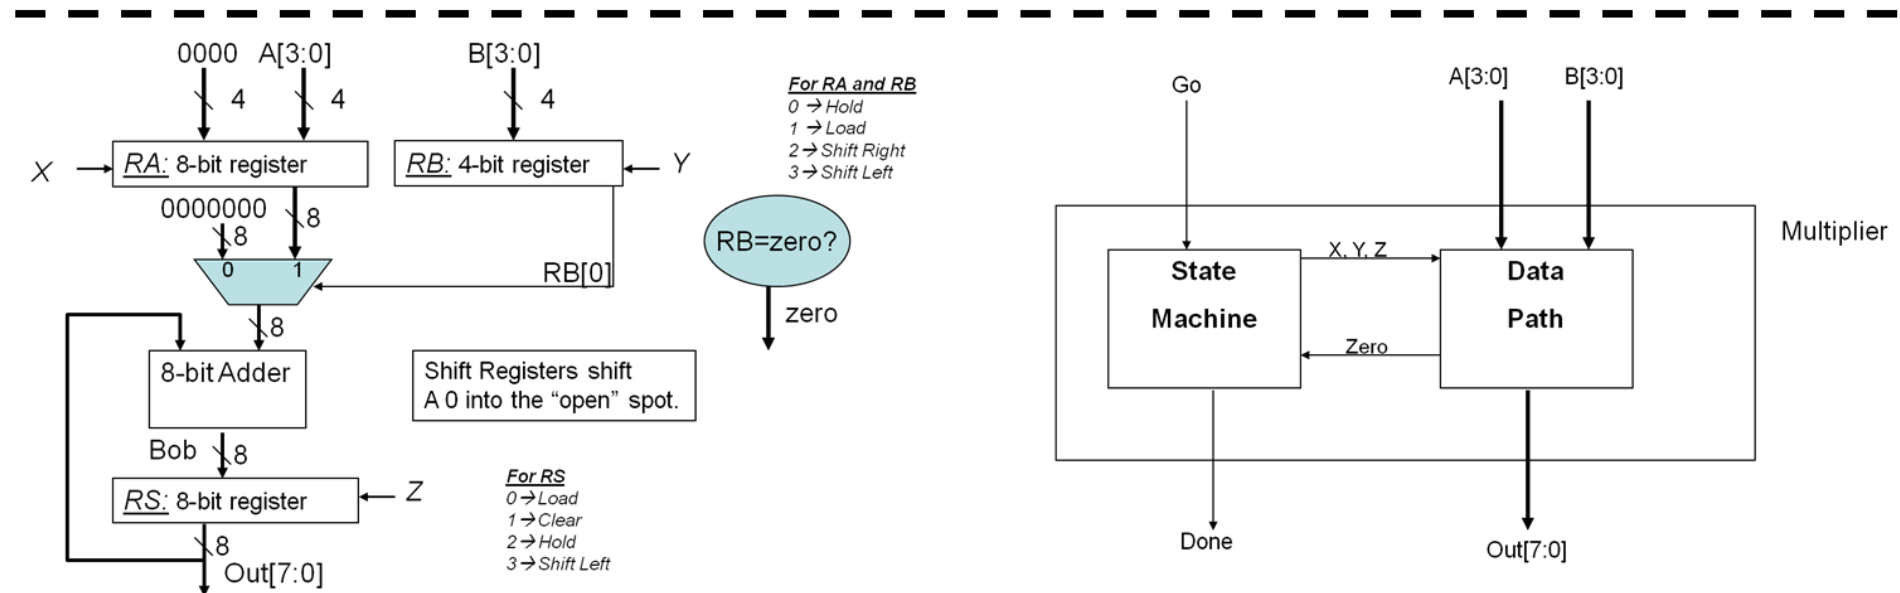 0000 A[3:0]
4
4
B[3:0]
4
X
RA: 8-bit register
RB: 4-bit register
Y
0000000
8
8
0
1
RB[0]
8
8-bit Adder
Bob
8
RS: 8-bit register
Z
8
Out[7:0]
For RA and RB
0 → Hold
1 → Load
2 → Shift Right
3 → Shift Left
RB=zero?
zero
Shift Registers shift
A 0 into the “open” spot.
For RS
0 → Load
1 → Clear
2 → Hold
3 → Shift Left
Go
A[3:0]
B[3:0]
Multiplier
State
Machine
X, Y, Z
Zero
Data
Path
Done
Out[7:0]